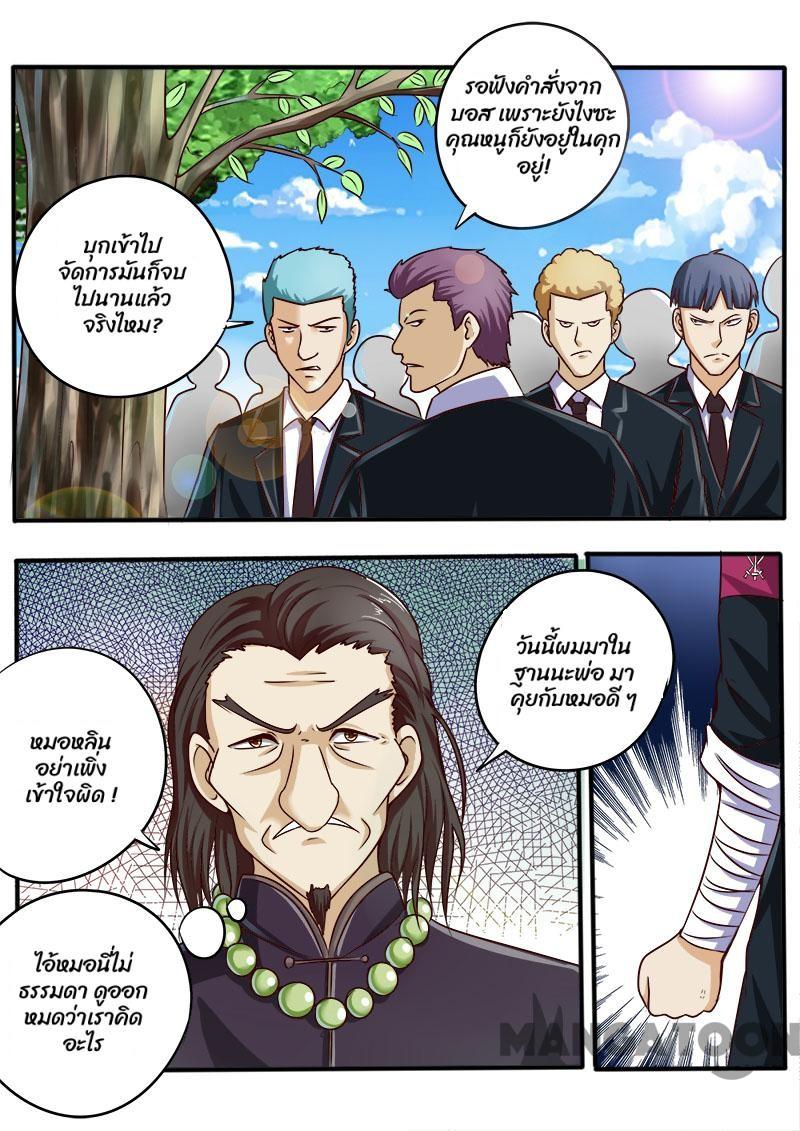 รอฟังคำสั่งจาก
บอส เพราะยังไงซะ
คุณหนูก็ยังอยู่ในคุก
อยู่!
บุกเข้าไป
จัดการมันก็จบ
ไปนานแล้ว
จริงไหม?
วันนี้ผมมาใน
ฐานนะพ่อ มา
คุยกับหมอดี ๆ
หมอหลิน
อย่าเพิ่ง
เข้าใจผิด !
ไอ้หมอนี่ไม่
ธรรมดา ดูออก
หมดว่าเราคิด
อะไร
MANGATOON